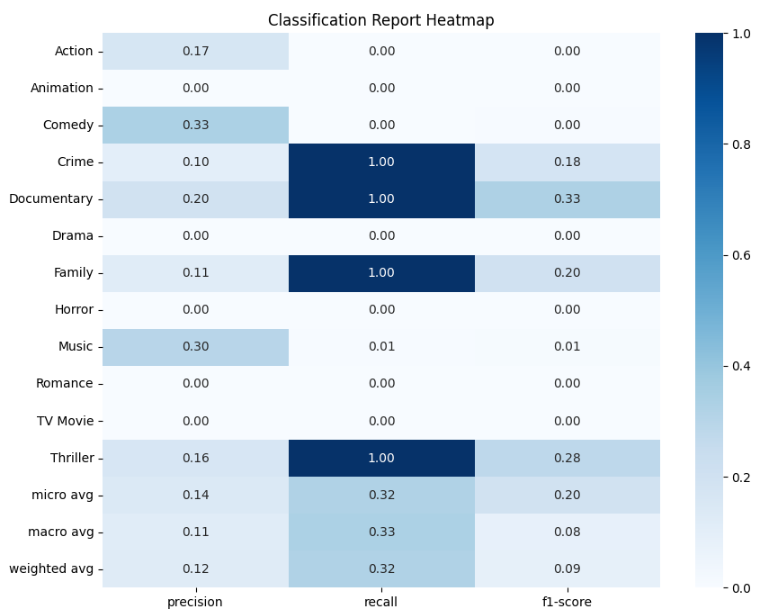 Classification Report Heatmap
Action 0.17 0.00 0.00
Animation 0.00 0.00 0.00
Comedy 0.33 0.00 0.00
Crime 0.10 1.00 0.18
Documentary 0.20 1.00 0.33
Drama 0.00 0.00 0.00
Family 0.11 1.00 0.20
Horror 0.00 0.00 0.00
Music 0.30 0.01 0.01
Romance 0.00 0.00 0.00
TV Movie 0.00 0.00 0.00
Thriller 0.16 1.00 0.28
micro avg 0.14 0.32 0.20
macro avg 0.11 0.33 0.08
weighted avg 0.12 0.32 0.09
precision recall f1-score
1.0
0.8
0.6
0.4
0.2
0.0